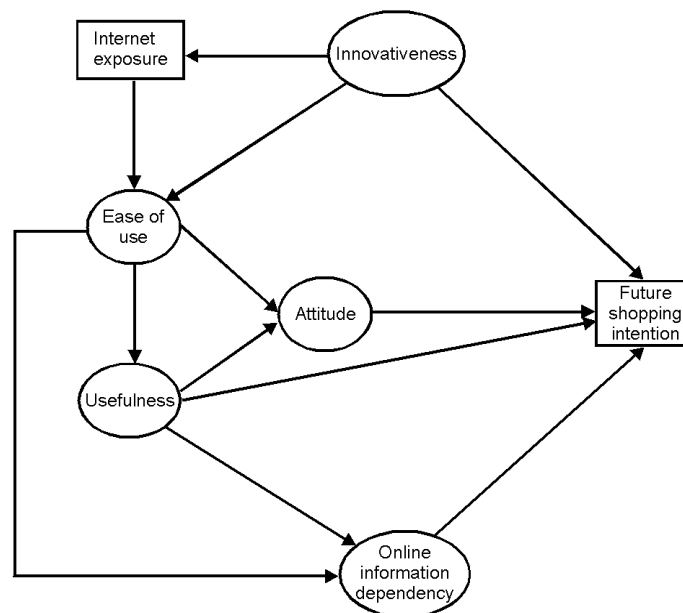 Internet
exposure
Innovativeness
Ease of
use
Attitude
Future
shopping
intention
Usefulness
Online
information
dependency